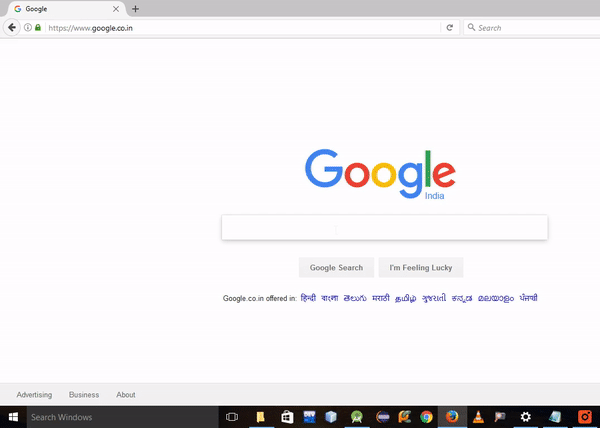 Google
https://www.google.co.in
Search
Google
India
Google Search
I'm Feeling Lucky
Google.co.in offered in: हिन्दी বাংলা తెలుగు मराठी தமிழ் ગુજરાતી ಕನ್ನಡ മലയാളം ਪੰਜਾਬੀ
Advertising Business About
Search Windows